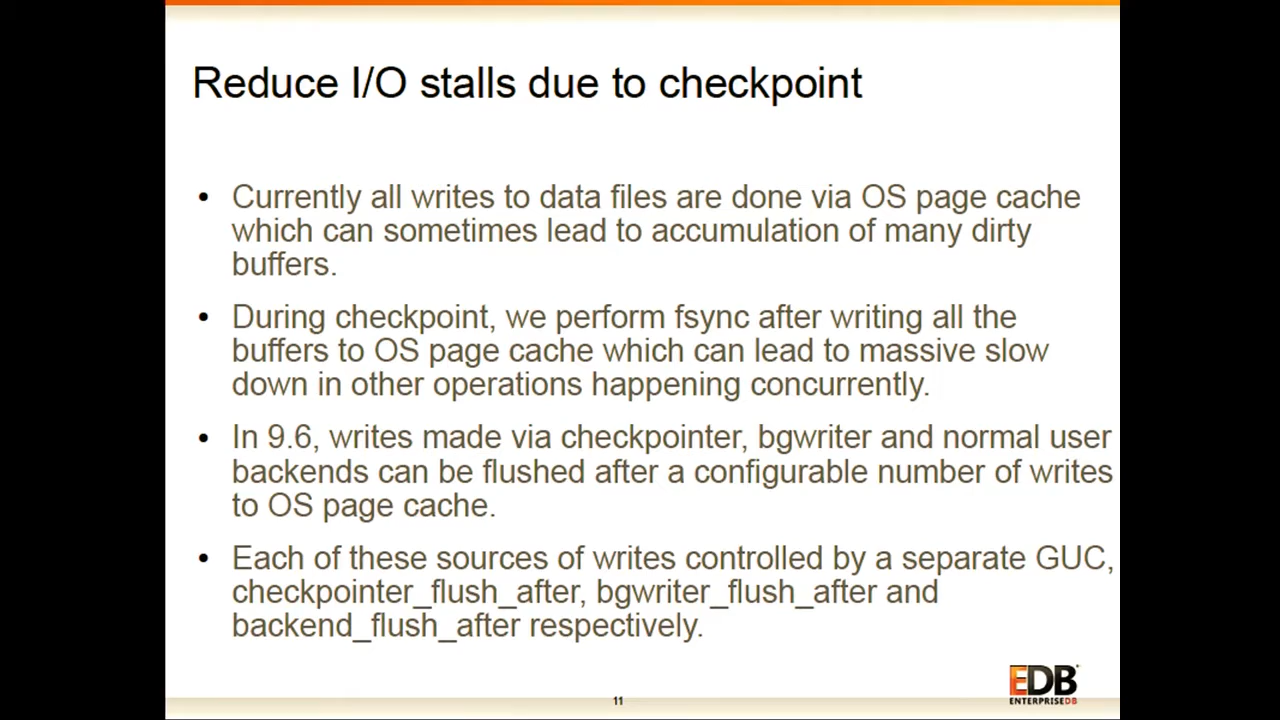 Reduce I/O stalls due to checkpoint
• Currently all writes to data files are done via OS page cache
which can sometimes lead to accumulation of many dirty
buffers.
• During checkpoint, we perform fsync after writing all the
buffers to OS page cache which can lead to massive slow
down in other operations happening concurrently.
• In 9.6, writes made via checkpointer, bgwriter and normal user
backends can be flushed after a configurable number of writes
to OS page cache.
• Each of these sources of writes controlled by a separate GUC,
checkpointer_flush_after, bgwriter_flush_after and
backend_flush_after respectively.
EDB
ENTERPRISEDB
11